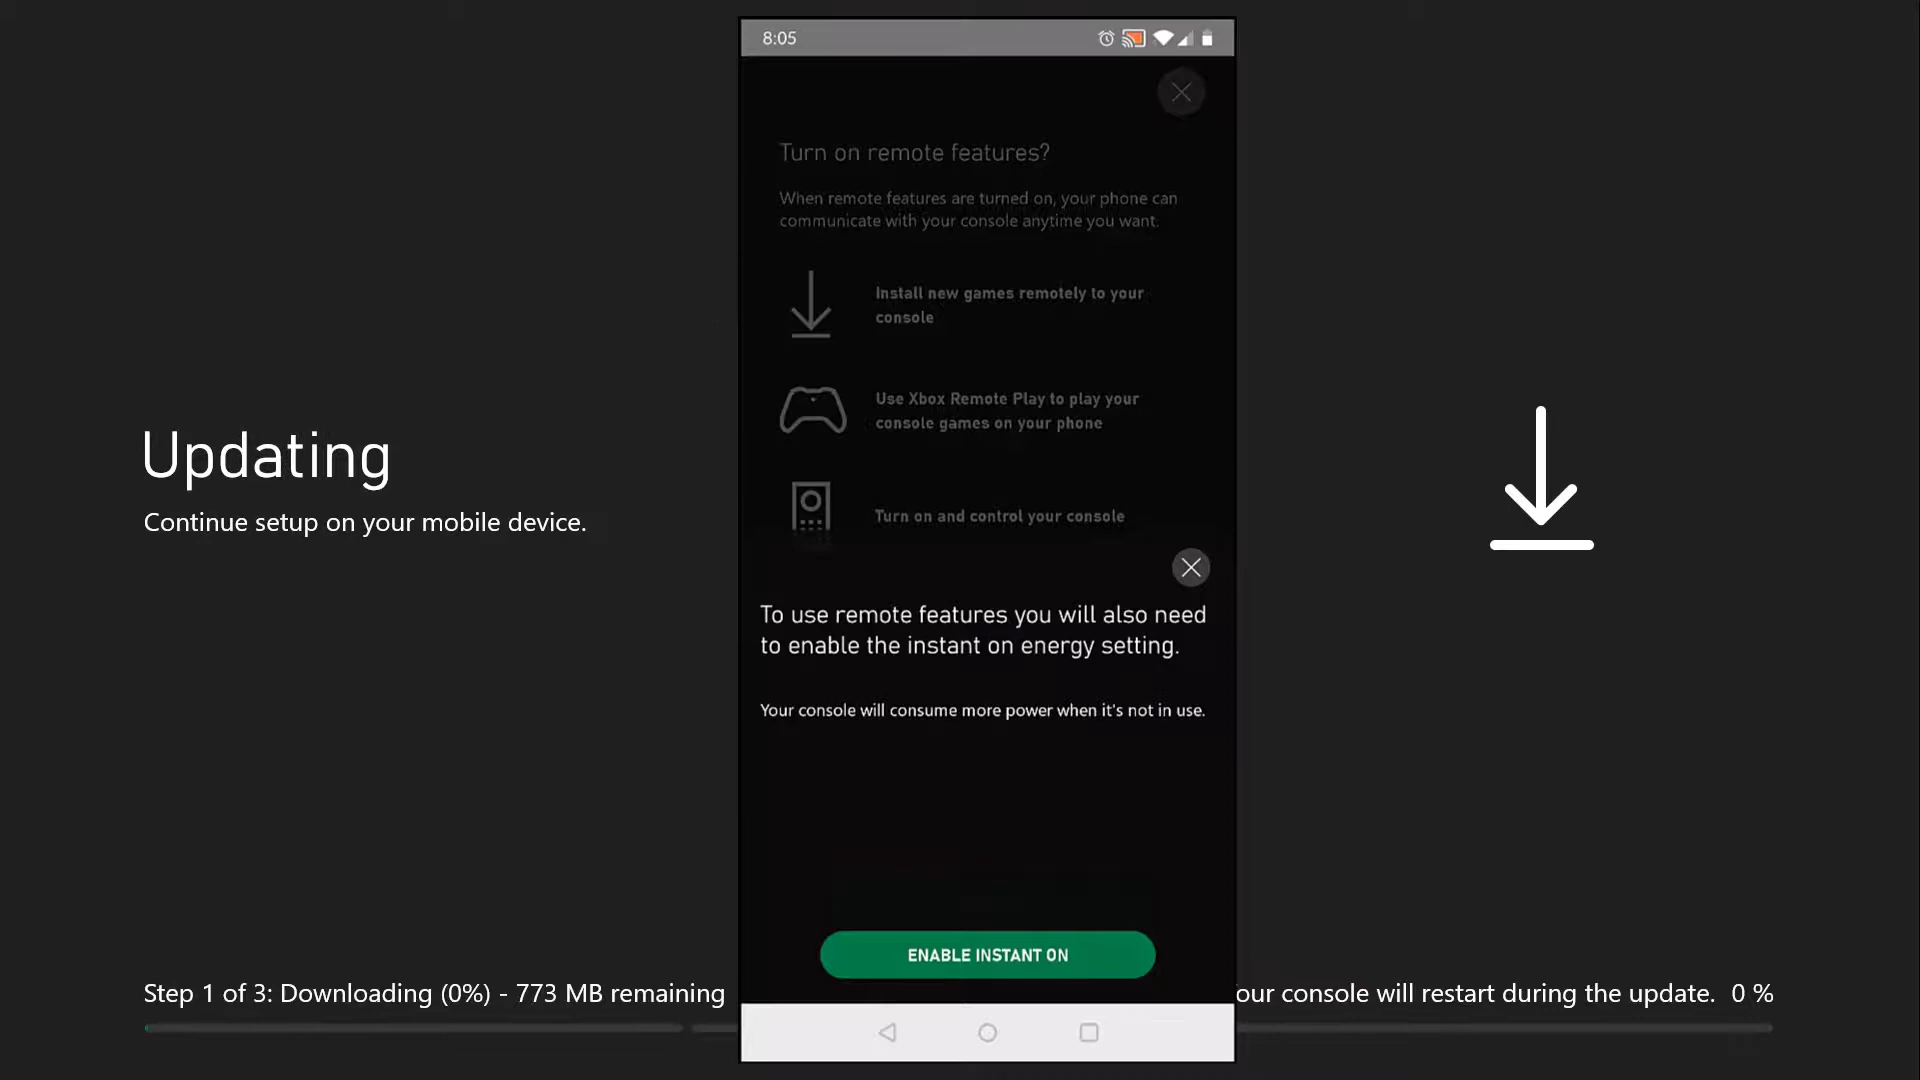 8:05
Turn on remote features?
When remote features are turned on, your phone can
communicate with your console anytime you want.
Install new games remotely to your
console
Use Xbox Remote Play to play your
console games on your phone
Turn on and control your console
Updating
Continue setup on your mobile device.
To use remote features you will also need
to enable the instant on energy setting.
Your console will consume more power when it's not in use.
ENABLE INSTANT ON
Step 1 of 3: Downloading (0%) - 773 MB remaining
our console will restart during the update. 0 %